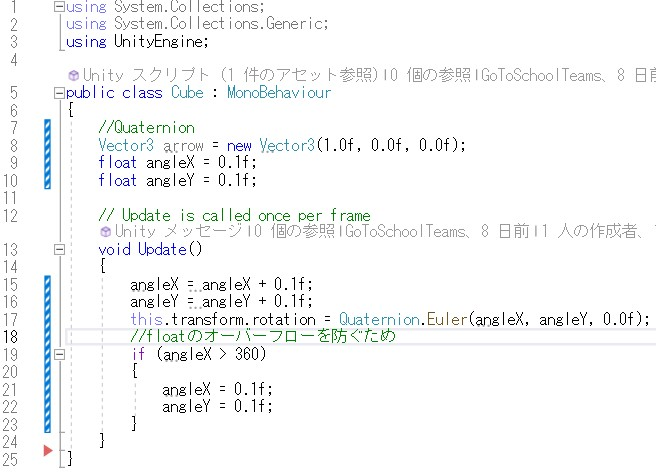 1 using System.Collections;
2 using System.Collections.Generic;
3 using UnityEngine;
4
Unity スクリプト (1 件のアセット参照)|0 個の参照|GoToSchoolTeams、8 日前
5 public class Cube : MonoBehaviour
6 {
7 //Quaternion
8 Vector3 arrow = new Vector3(1.0f, 0.0f, 0.0f);
9 float angleX = 0.1f;
10 float angleY = 0.1f;
11
12 // Update is called once per frame
Unity メッセージ|0 個の参照|GoToSchoolTeams、8 日前|1 人の作成者、
13 void Update()
14 {
15 angleX = angleX + 0.1f;
16 angleY = angleY + 0.1f;
17 this.transform.rotation = Quaternion.Euler(angleX, angleY, 0.0f);
18 //floatのオーバーフローを防ぐため
19 if (angleX > 360)
20 {
21 angleX = 0.1f;
22 angleY = 0.1f;
23 }
24 }
25 }